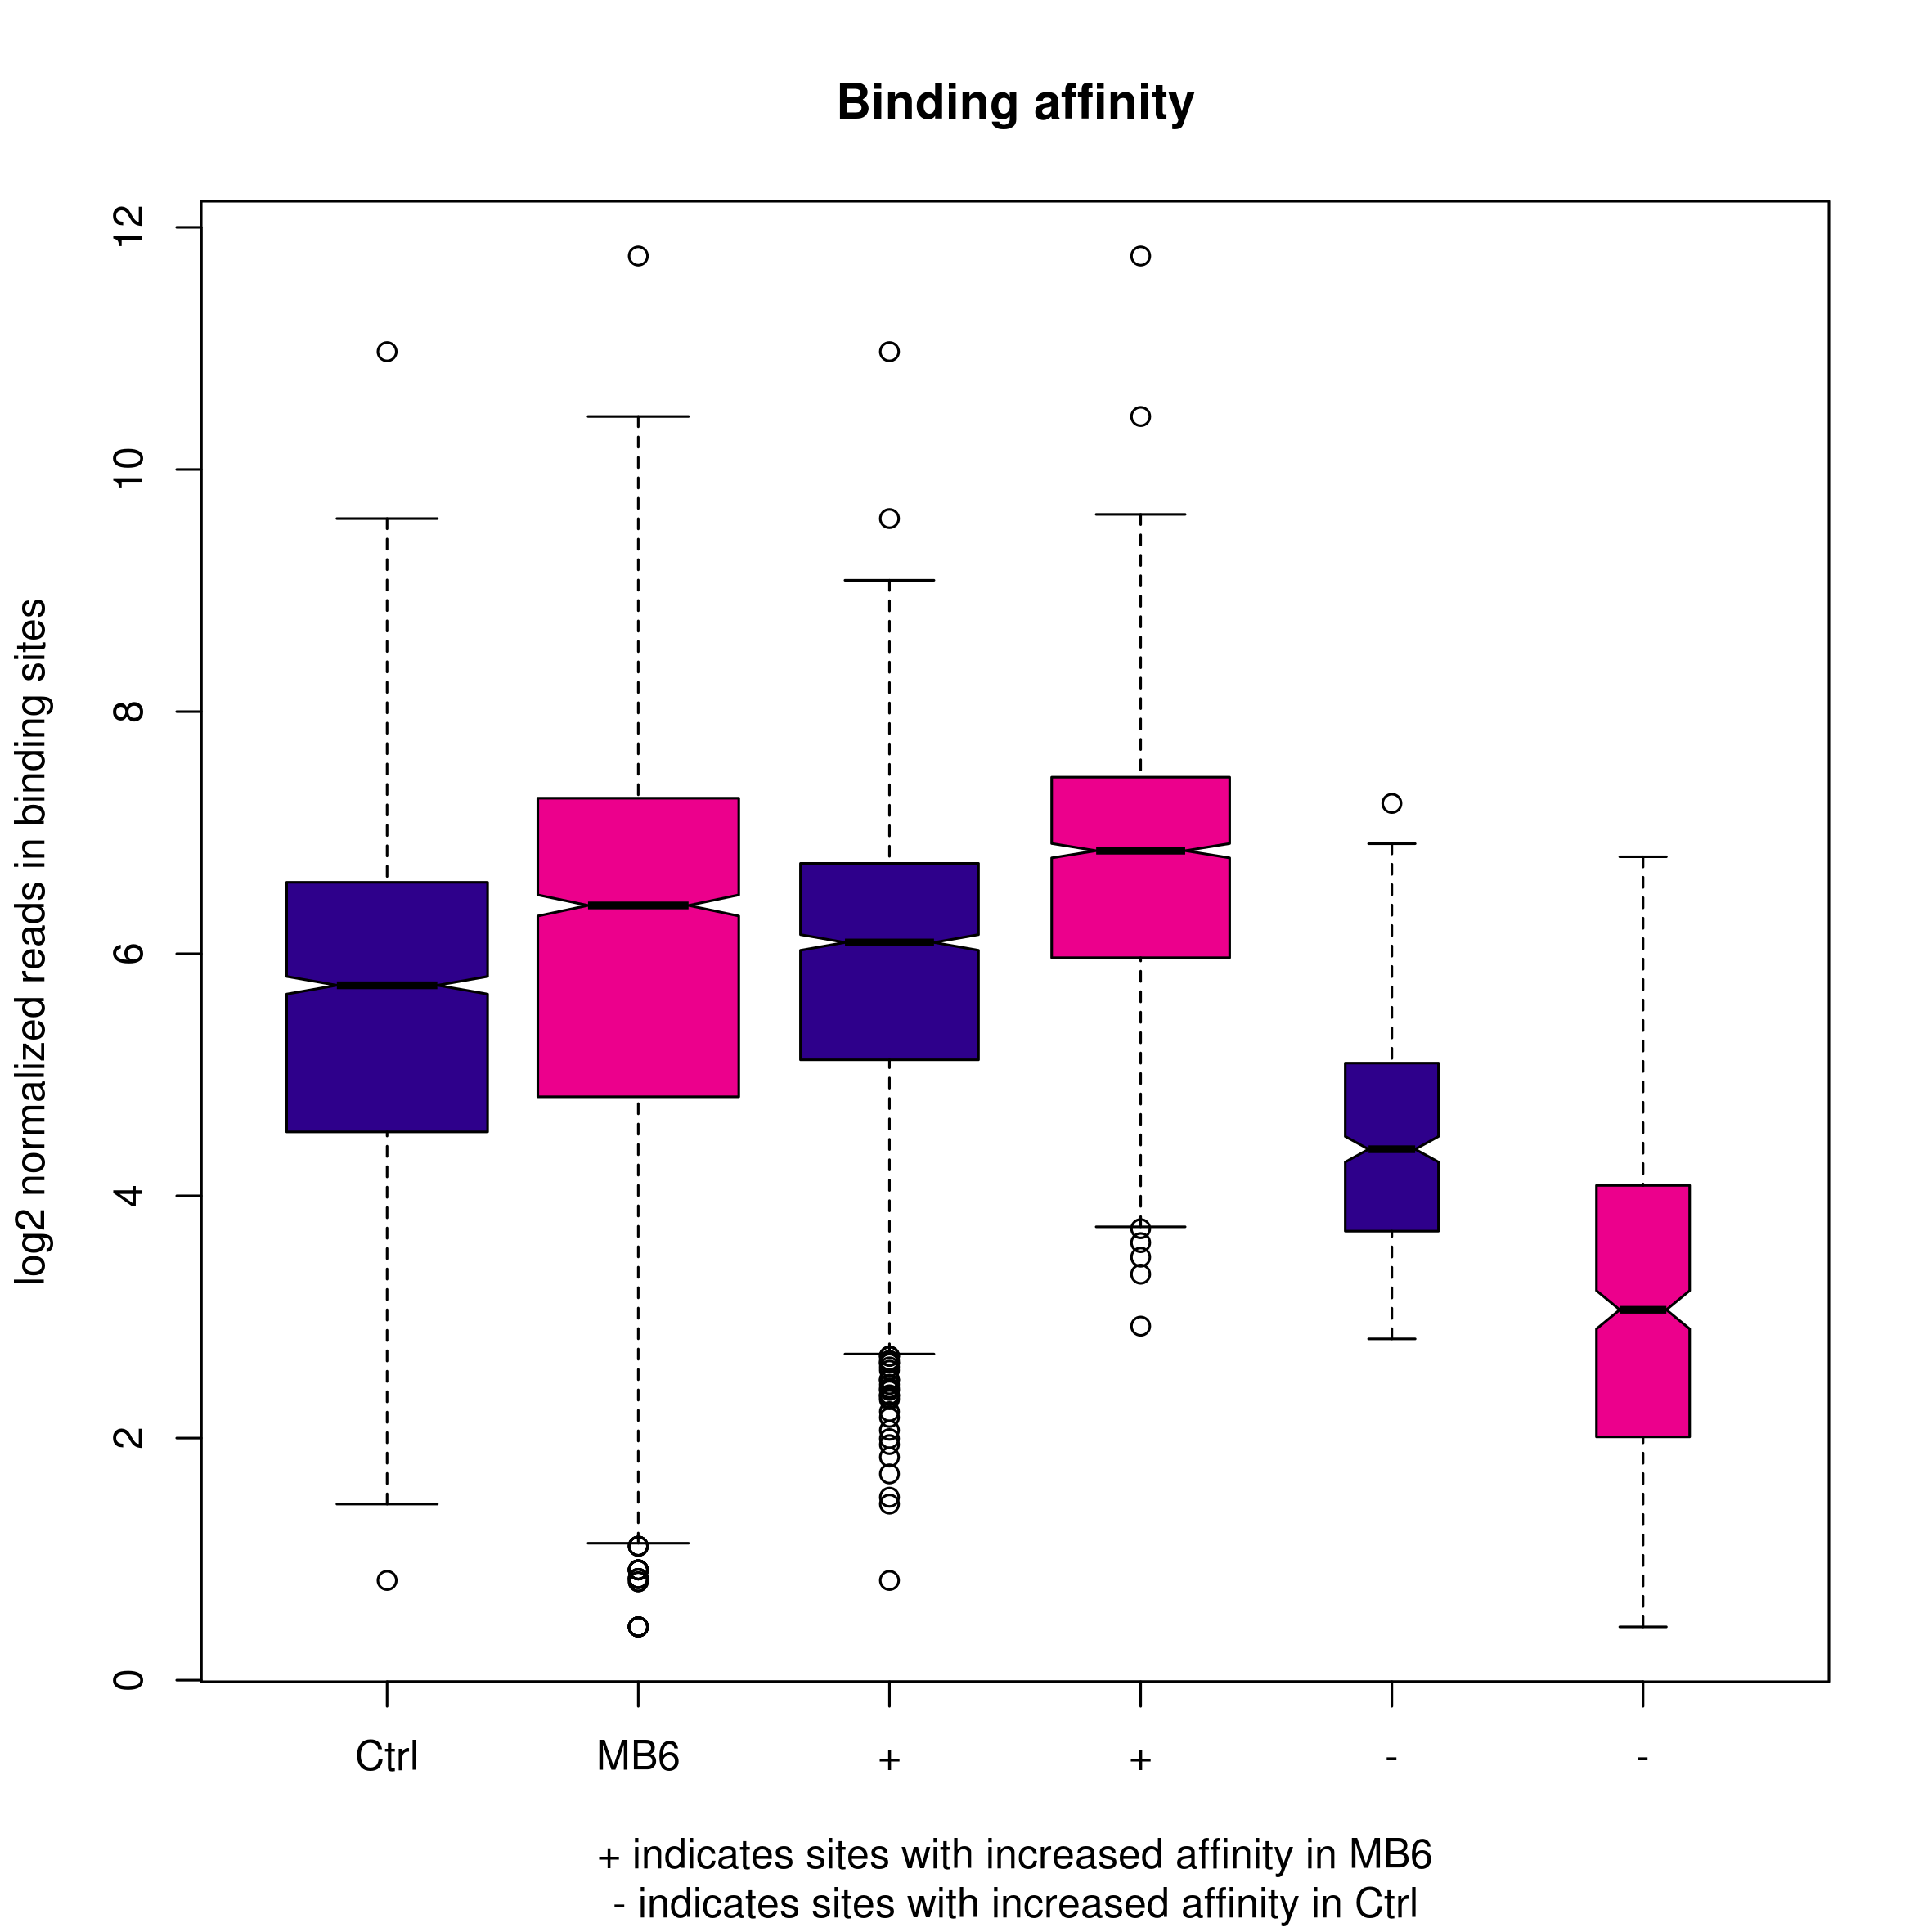 Binding affinity
log2 normalized reads in binding sites
12
10
8
6
4
2
0
Ctrl MB6 + + - -
+ indicates sites with increased affinity in MB6
- indicates sites with increased affinity in Ctrl